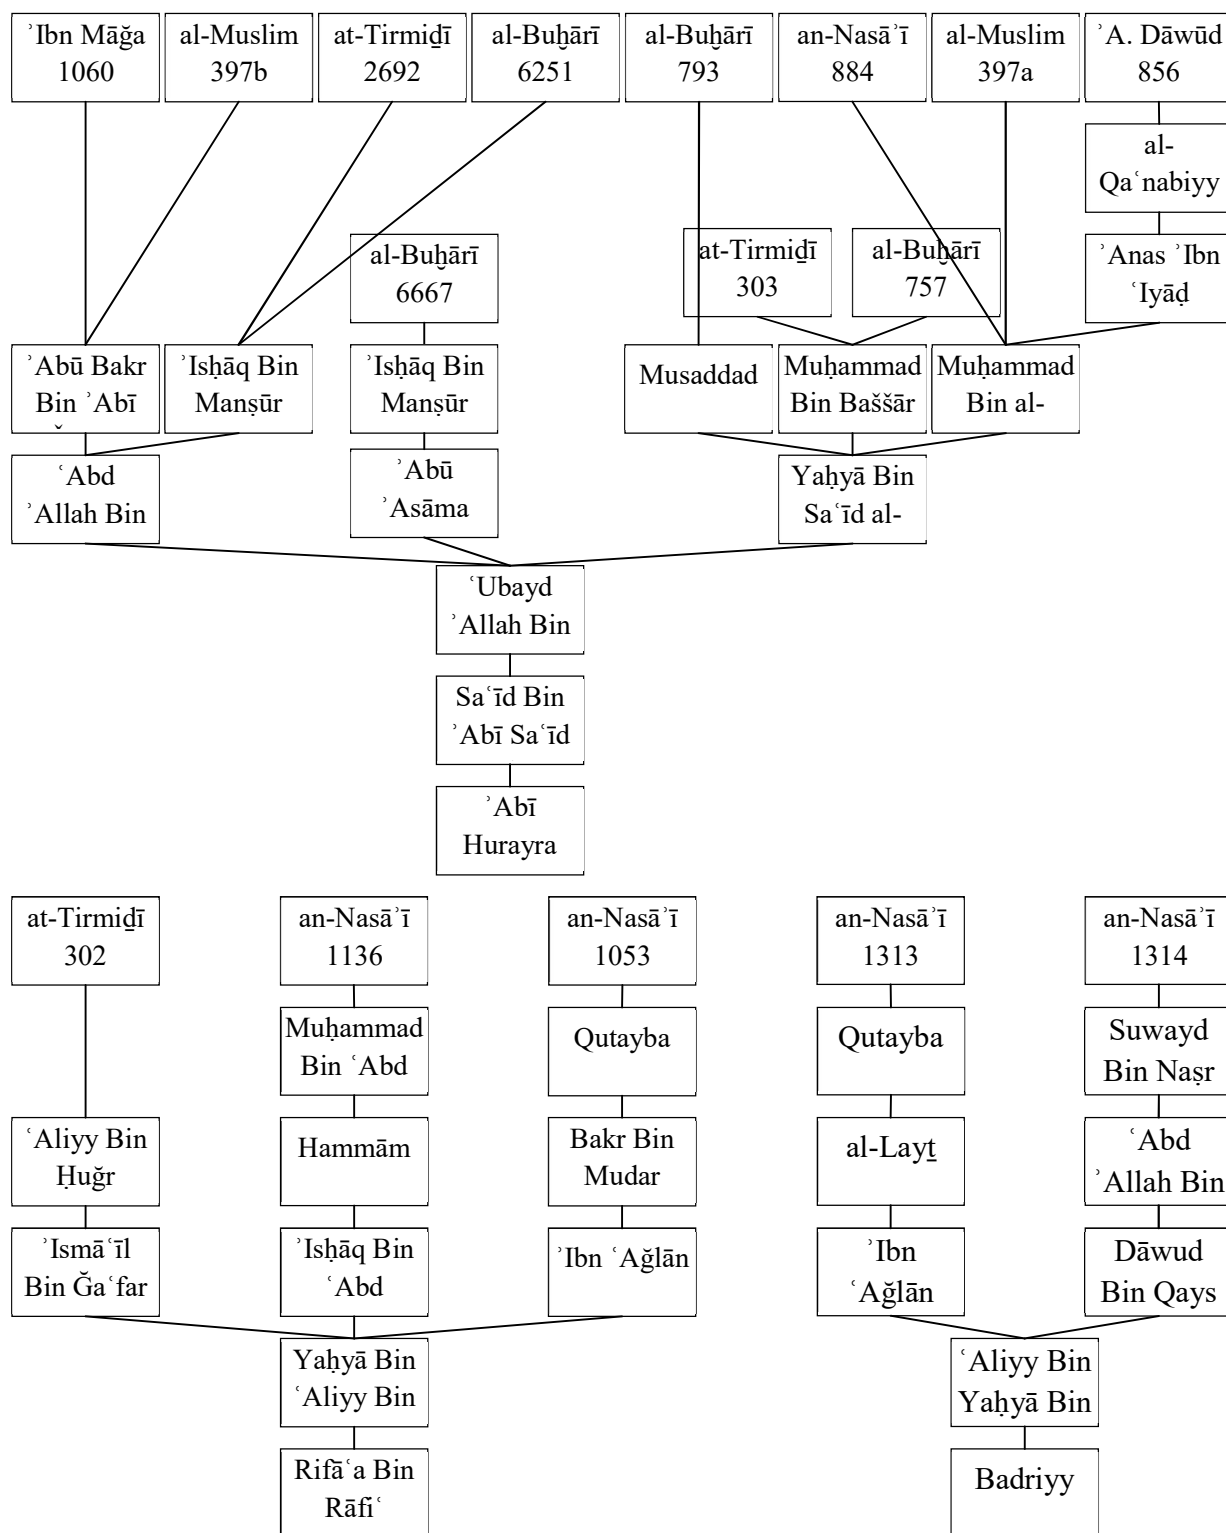 ʾIbn Māğa
1060
al-Muslim
397b
at-Tirmiḏī
2692
al-Buḫārī
6251
al-Buḫārī
793
an-Nasāʾī
884
al-Muslim
397a
ʾA. Dāwūd
856
al-
Qaʿnabiyy
al-Buḫārī
6667
at-Tirmiḏī
303
al-Buḫārī
757
ʾAnas ʾIbn
ʿIyāḍ
ʾAbū Bakr
Bin ʾAbī
ʾIsḥāq Bin
Manṣūr
ʾIsḥāq Bin
Manṣūr
Musaddad
Muḥammad
Bin Baššār
Muḥammad
Bin al-
ʿAbd
ʾAllah Bin
ʾAbū
ʾAsāma
Yaḥyā Bin
Saʿīd al-
ʿUbayd
ʾAllah Bin
Saʿīd Bin
ʾAbī Saʿīd
ʾAbī
Hurayra
at-Tirmiḏī
302
an-Nasāʾī
1136
an-Nasāʾī
1053
an-Nasāʾī
1313
an-Nasāʾī
1314
Muḥammad
Bin ʿAbd
Qutayba
Qutayba
Suwayd
Bin Naṣr
ʿAliyy Bin
Ḥuğr
Hammām
Bakr Bin
Mudar
al-Layṯ
ʿAbd
ʾAllah Bin
ʾIsmāʿīl
Bin Ğaʿfar
ʾIsḥāq Bin
ʿAbd
ʾIbn ʿAğlān
ʾIbn
ʿAğlān
Dāwud
Bin Qays
Yaḥyā Bin
ʿAliyy Bin
ʿAliyy Bin
Yaḥyā Bin
Rifāʿa Bin
Rāfiʿ
Badriyy